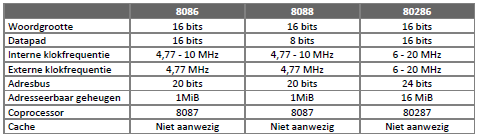 8086 8088 80286
Woordgrootte 16 bits 16 bits 16 bits
Datapad 16 bits 8 bits 16 bits
Interne klokfrequentie 4,77 - 10 MHz 4,77 - 10 MHz 6 - 20 MHz
Externe klokfrequentie 4,77 MHz 4,77 MHz 6 - 20 MHz
Adresbus 20 bits 20 bits 24 bits
Adresseerbaar geheugen 1MiB 1MiB 16 MiB
Coprocessor 8087 8087 80287
Cache Niet aanwezig Niet aanwezig Niet aanwezig